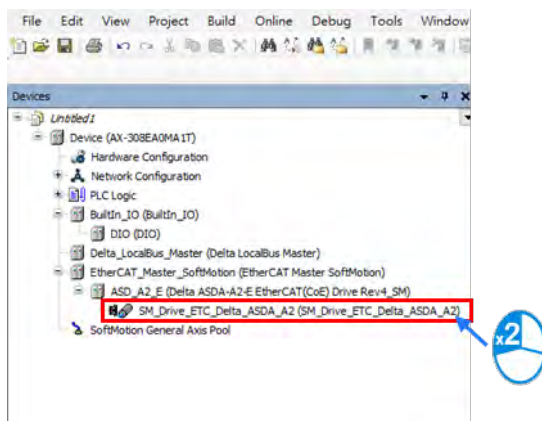 File Edit View Project Build Online Debug Tools Window
Devices
Untitled1
Device (AX-308EA0MA1T)
Hardware Configuration
Network Configuration
PLC Logic
BuiltIn_IO (BuiltIn_IO)
DIO (DIO)
Delta_LocalBus_Master (Delta LocalBus Master)
EtherCAT_Master_SoftMotion (EtherCAT Master SoftMotion)
ASD_A2_E (Delta ASDA-A2-E EtherCAT(CoE) Drive Rev4_SM)
SM_Drive_ETC_Delta_ASDA_A2 (SM_Drive_ETC_Delta_ASDA_A2)
x2
SoftMotion General Axis Pool